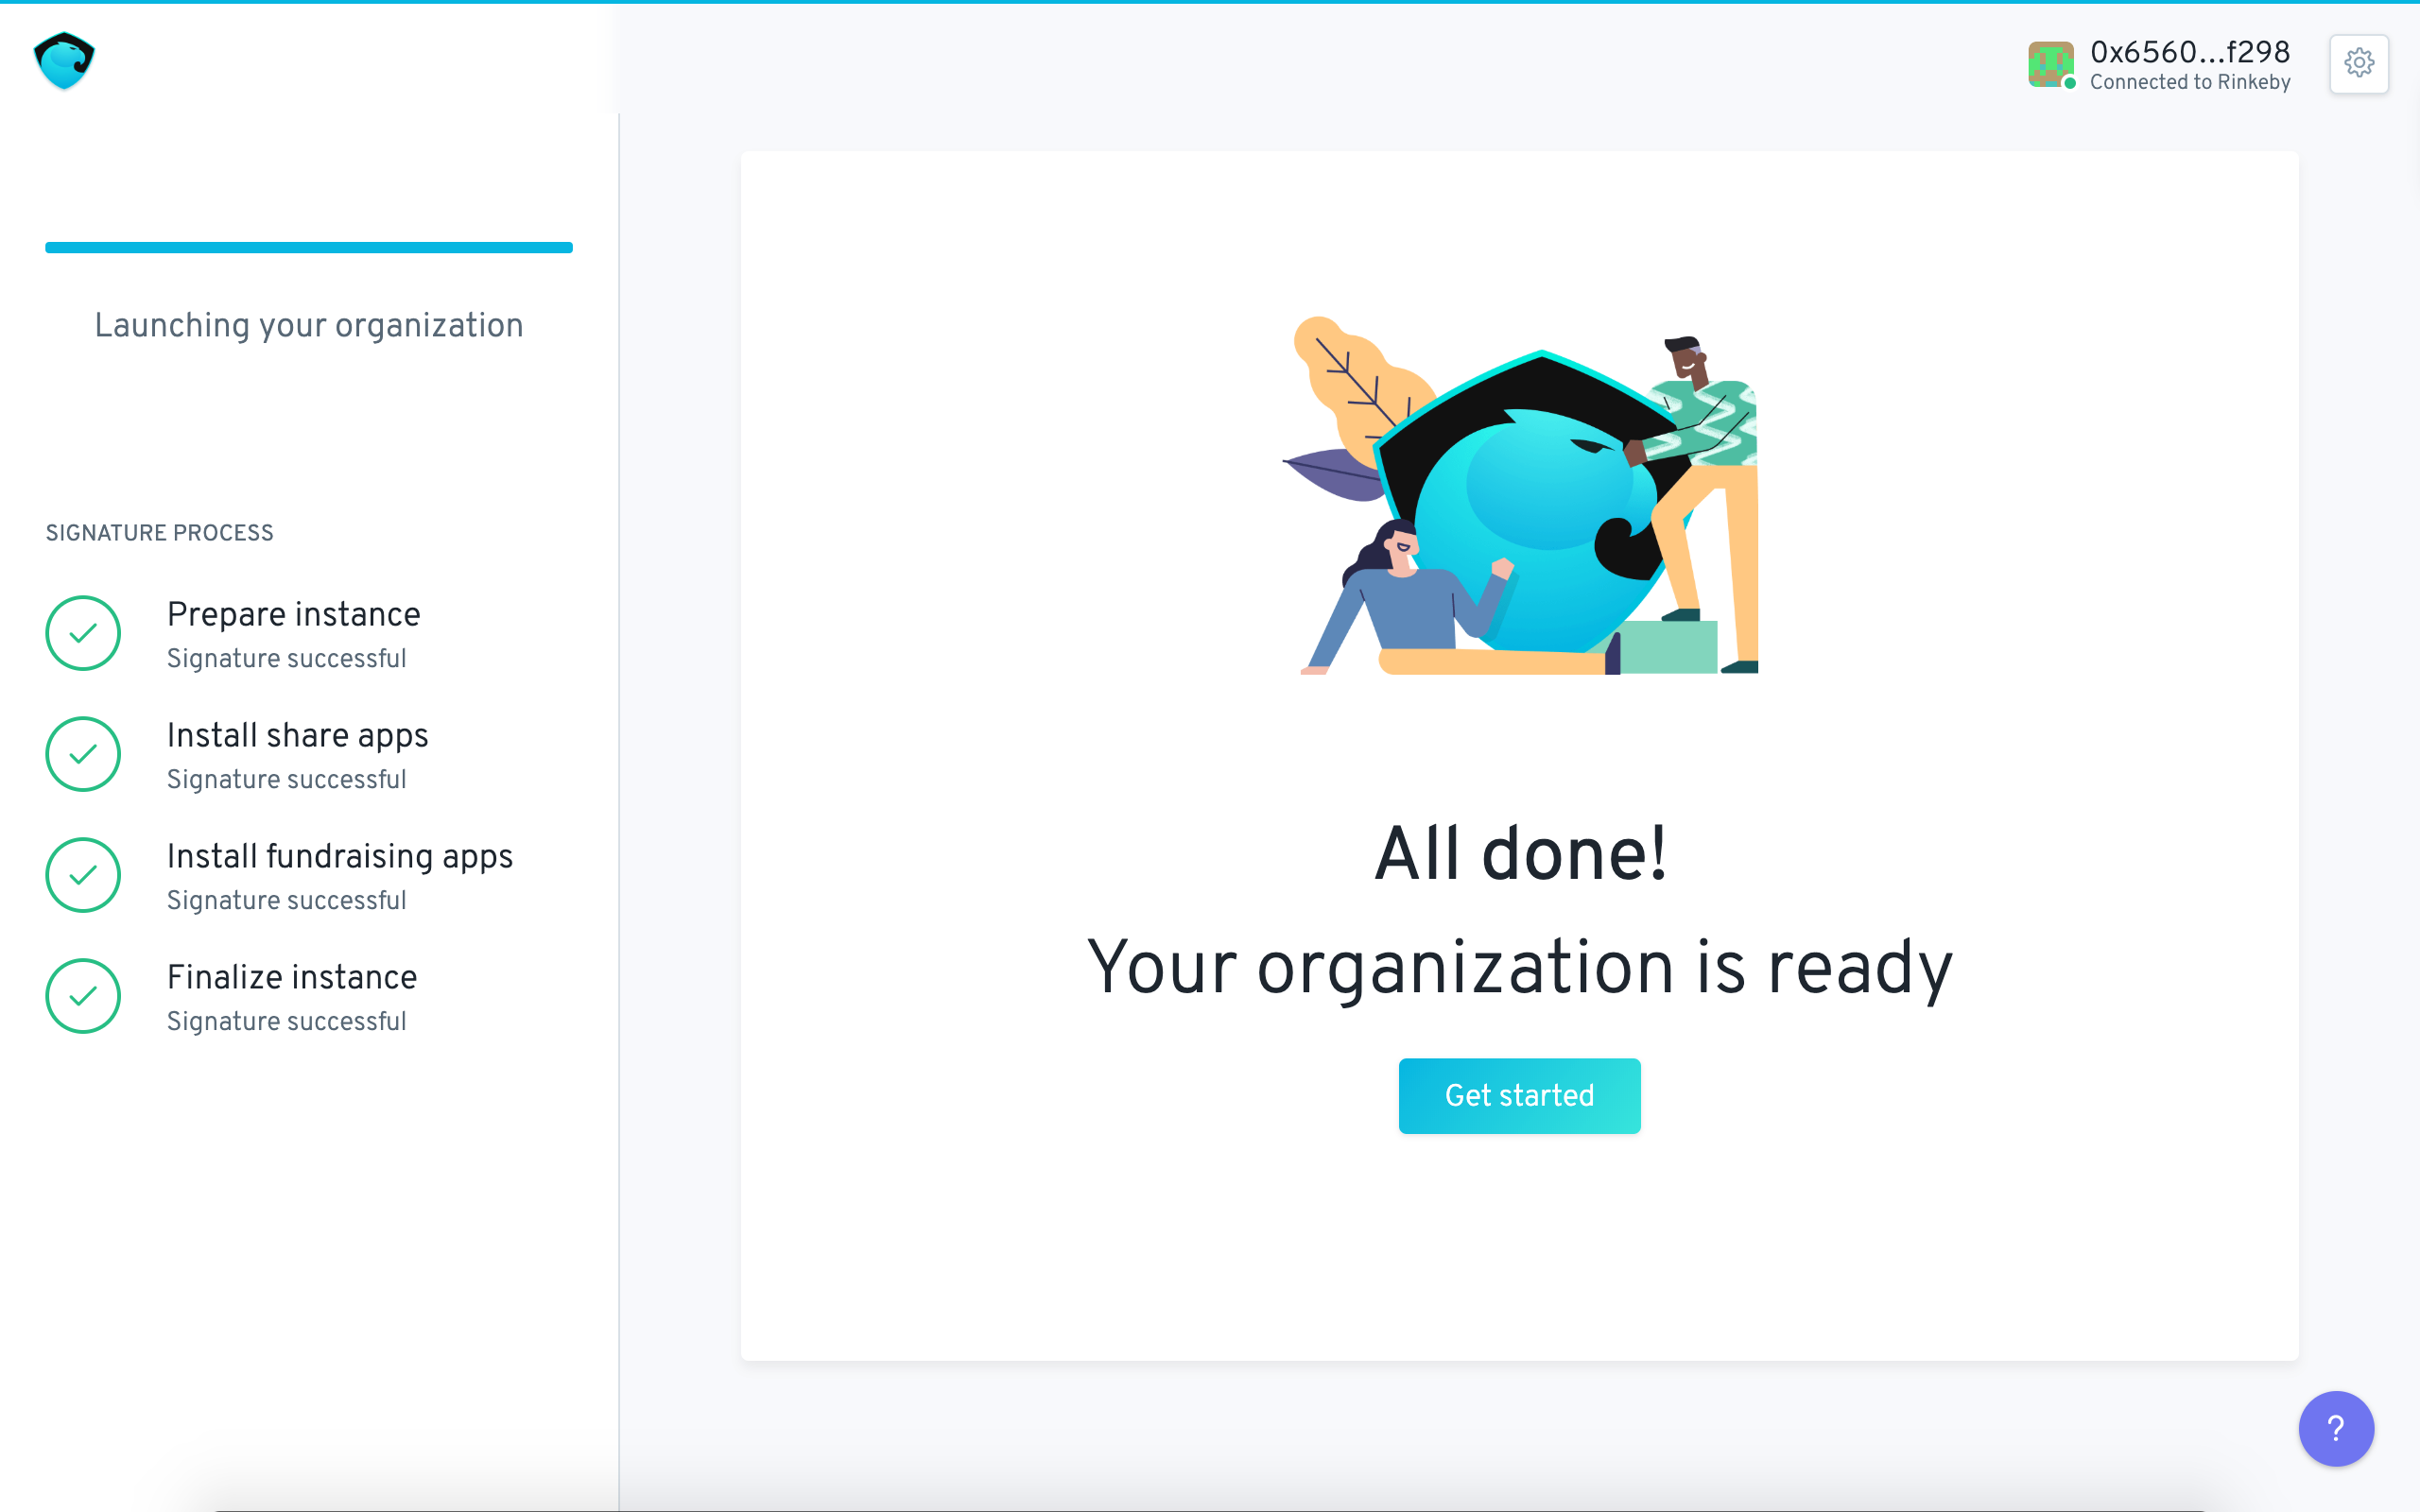 0x6560...f298
Connected to Rinkeby
Launching your organization
SIGNATURE PROCESS
Prepare instance
Signature successful
Install share apps
Signature successful
Install fundraising apps
Signature successful
Finalize instance
Signature successful
All done!
Your organization is ready
Get started
?